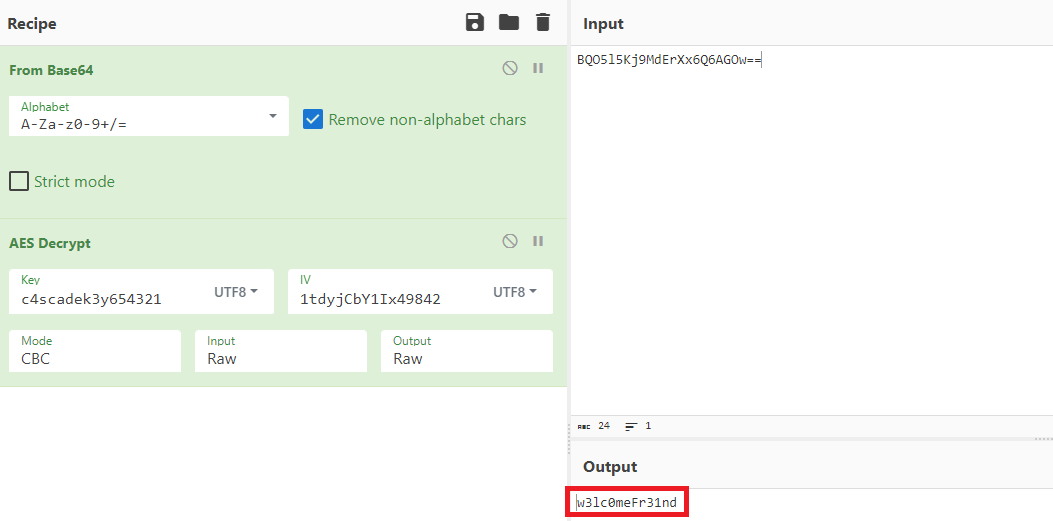 Recipe
From Base64
Alphabet
A-Za-z0-9+/=
Remove non-alphabet chars
Strict mode
AES Decrypt
Key
c4scadek3y654321
UTF8
IV
1tdyjCbY1Ix49842
UTF8
Mode
CBC
Input
Raw
Output
Raw
Input
BQO5l5Kj9MdErXx6Q6AGOw==
ABC 24
1
Output
w3lc0meFr31nd